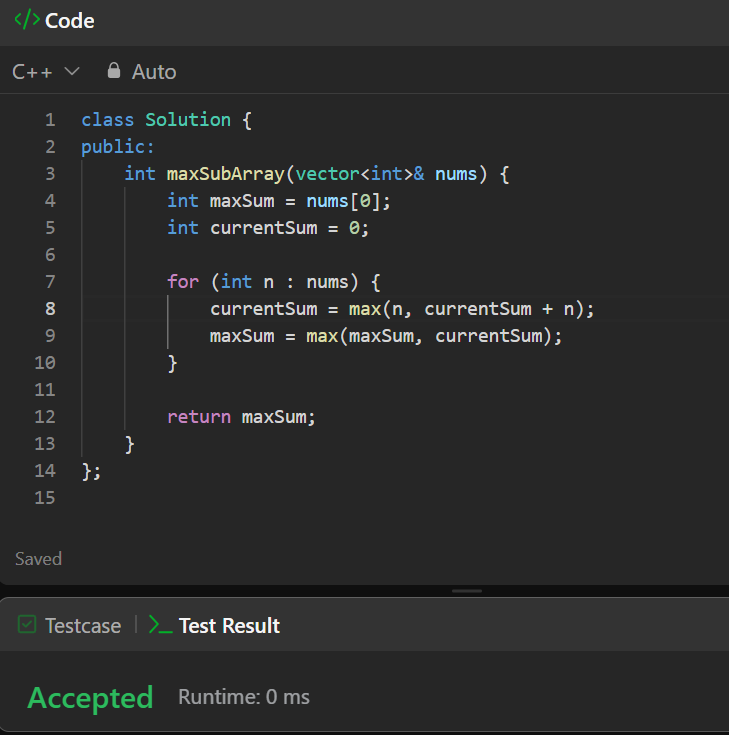 </> Code
C++ Auto
1 class Solution {
2 public:
3     int maxSubArray(vector<int>& nums) {
4         int maxSum = nums[0];
5         int currentSum = 0;
6
7         for (int n : nums) {
8             currentSum = max(n, currentSum + n);
9             maxSum = max(maxSum, currentSum);
10         }
11
12         return maxSum;
13     }
14 };
15
Saved
Testcase | >_ Test Result
Accepted Runtime: 0 ms